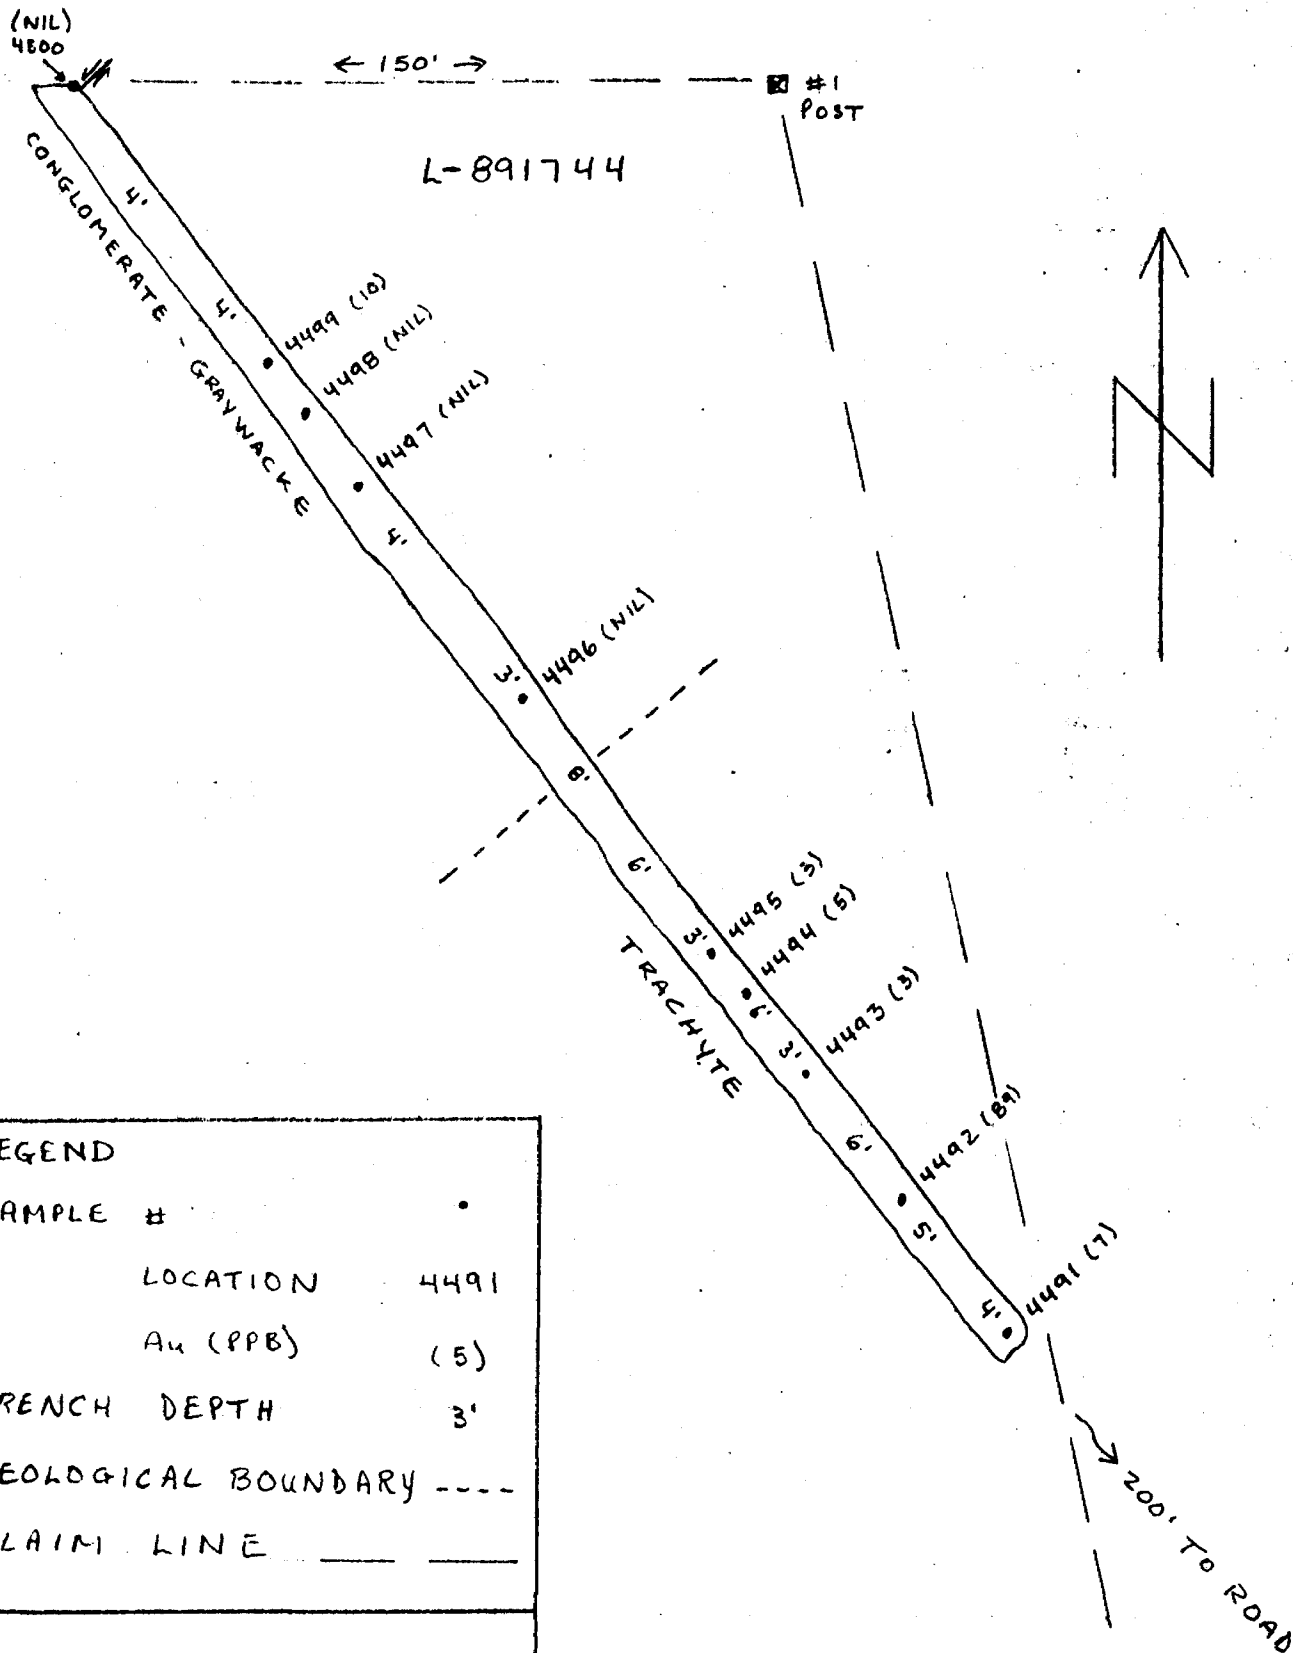 (NIL)
4800
← 150' →
#1
POST
L-891744
4'
CONGLOMERATE - GRAYWACKE
4'
4499 (10)
4498 (NIL)
4497 (NIL)
4'
N
4496 (NIL)
3'
8'
6'
4495 (3)
3'
4494 (5)
6'
TRACHYTE
4493 (3)
3'
4492 (89)
6'
5'
4491 (7)
4'
200' TO ROAD
EGEND
AMPLE #
LOCATION 4491
Au (PPB) (5)
RENCH DEPTH 3'
EOLOGICAL BOUNDARY ----
LAIM LINE